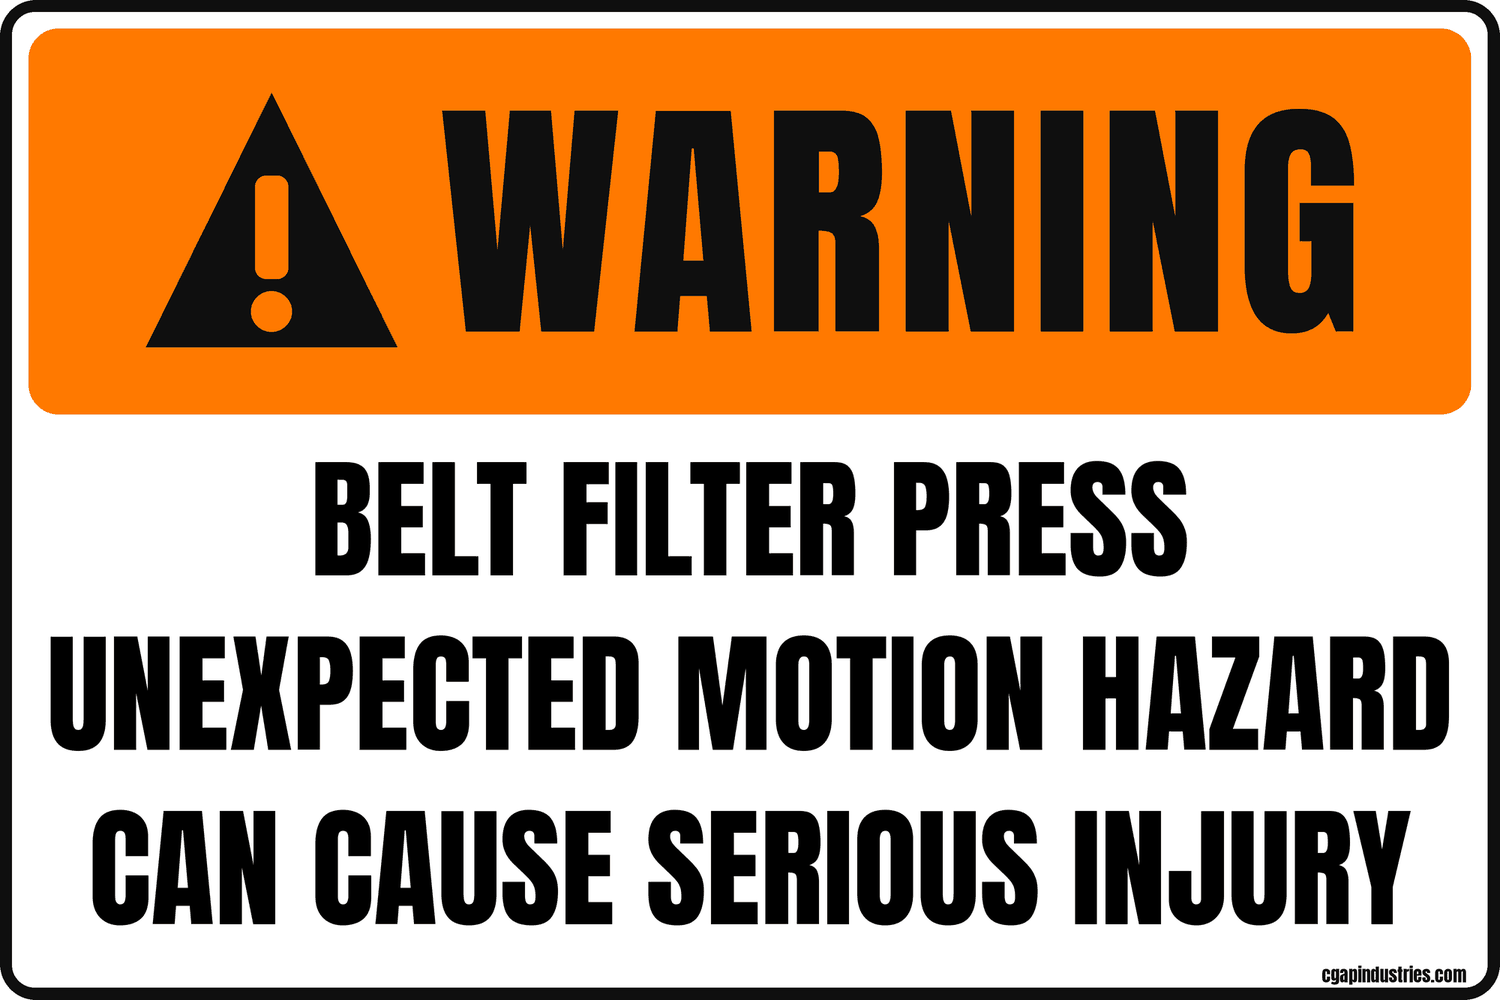 WARNING
BELT FILTER PRESS
UNEXPECTED MOTION HAZARD
CAN CAUSE SERIOUS INJURY
cgapindustries.com